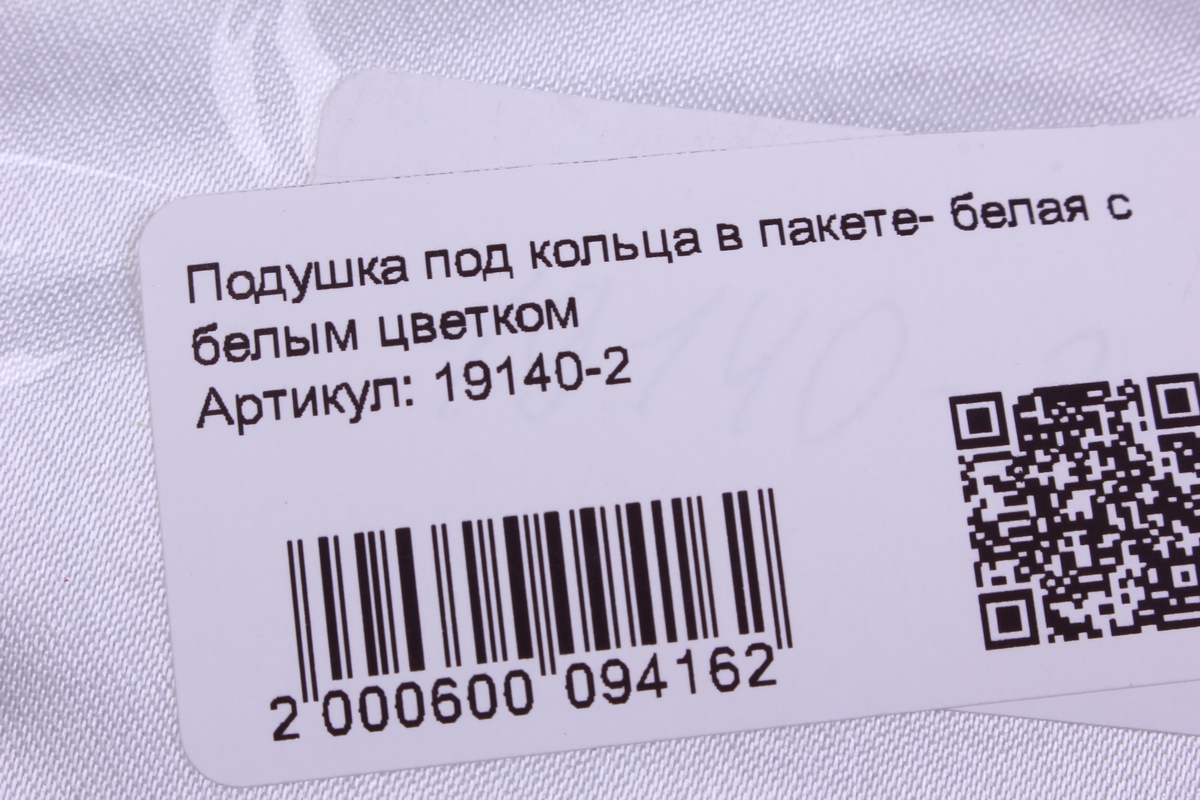 Подушка под кольца в пакете- белая с
белым цветком
Артикул: 19140-2
2 000600 094162